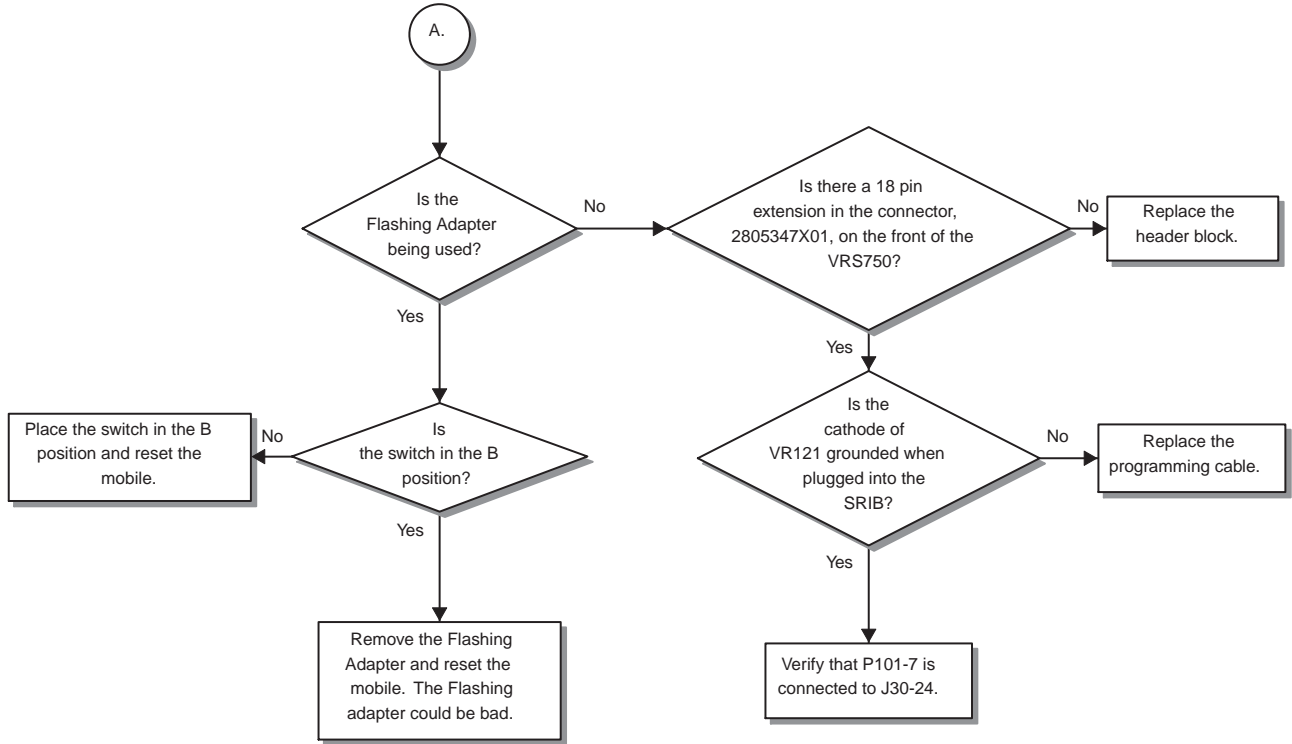 A.
Is the
Flashing Adapter
being used?
No
Is there a 18 pin
extension in the connector,
2805347X01, on the front of the
VRS750?
No
Replace the
header block.
Yes
Yes
Place the switch in the B
position and reset the
mobile.
No
Is
the switch in the B
position?
Is the
cathode of
VR121 grounded when
plugged into the
SRIB?
No
Replace the
programming cable.
Yes
Yes
Remove the Flashing
Adapter and reset the
mobile. The Flashing
adapter could be bad.
Verify that P101-7 is
connected to J30-24.